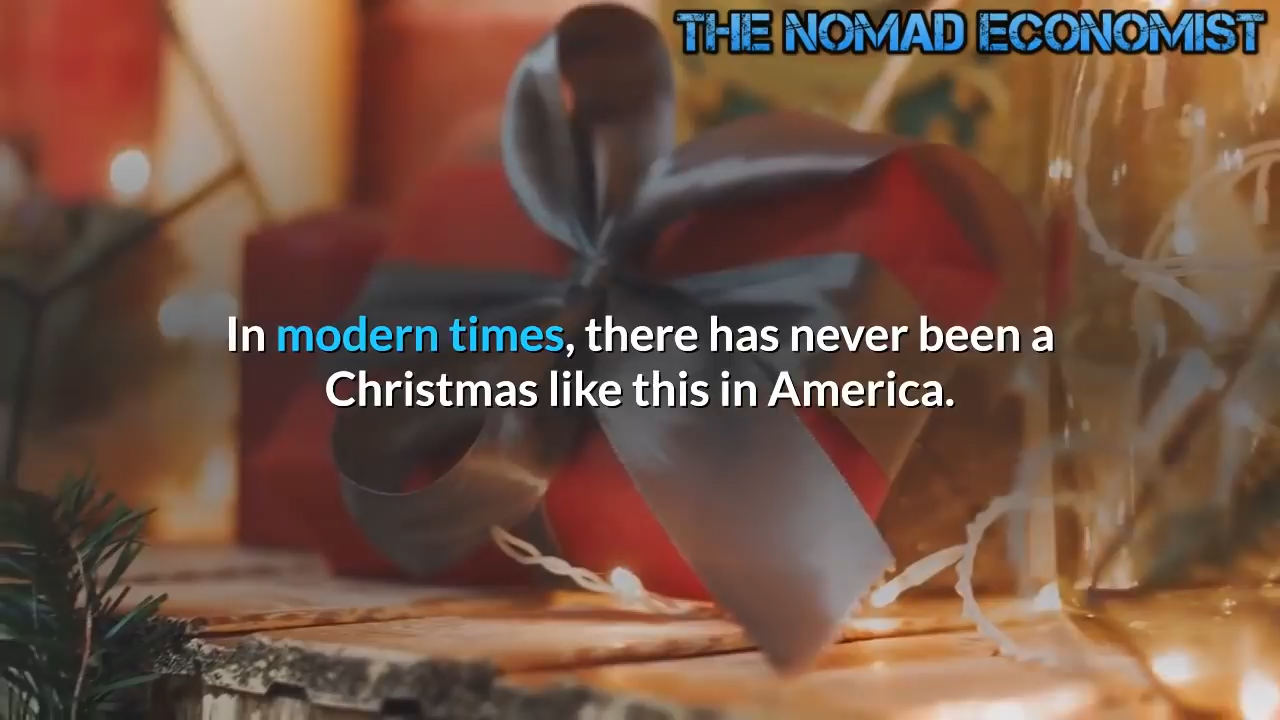 THE NOMAD ECONOMIST
In modern times, there has never been a
Christmas like this in America.